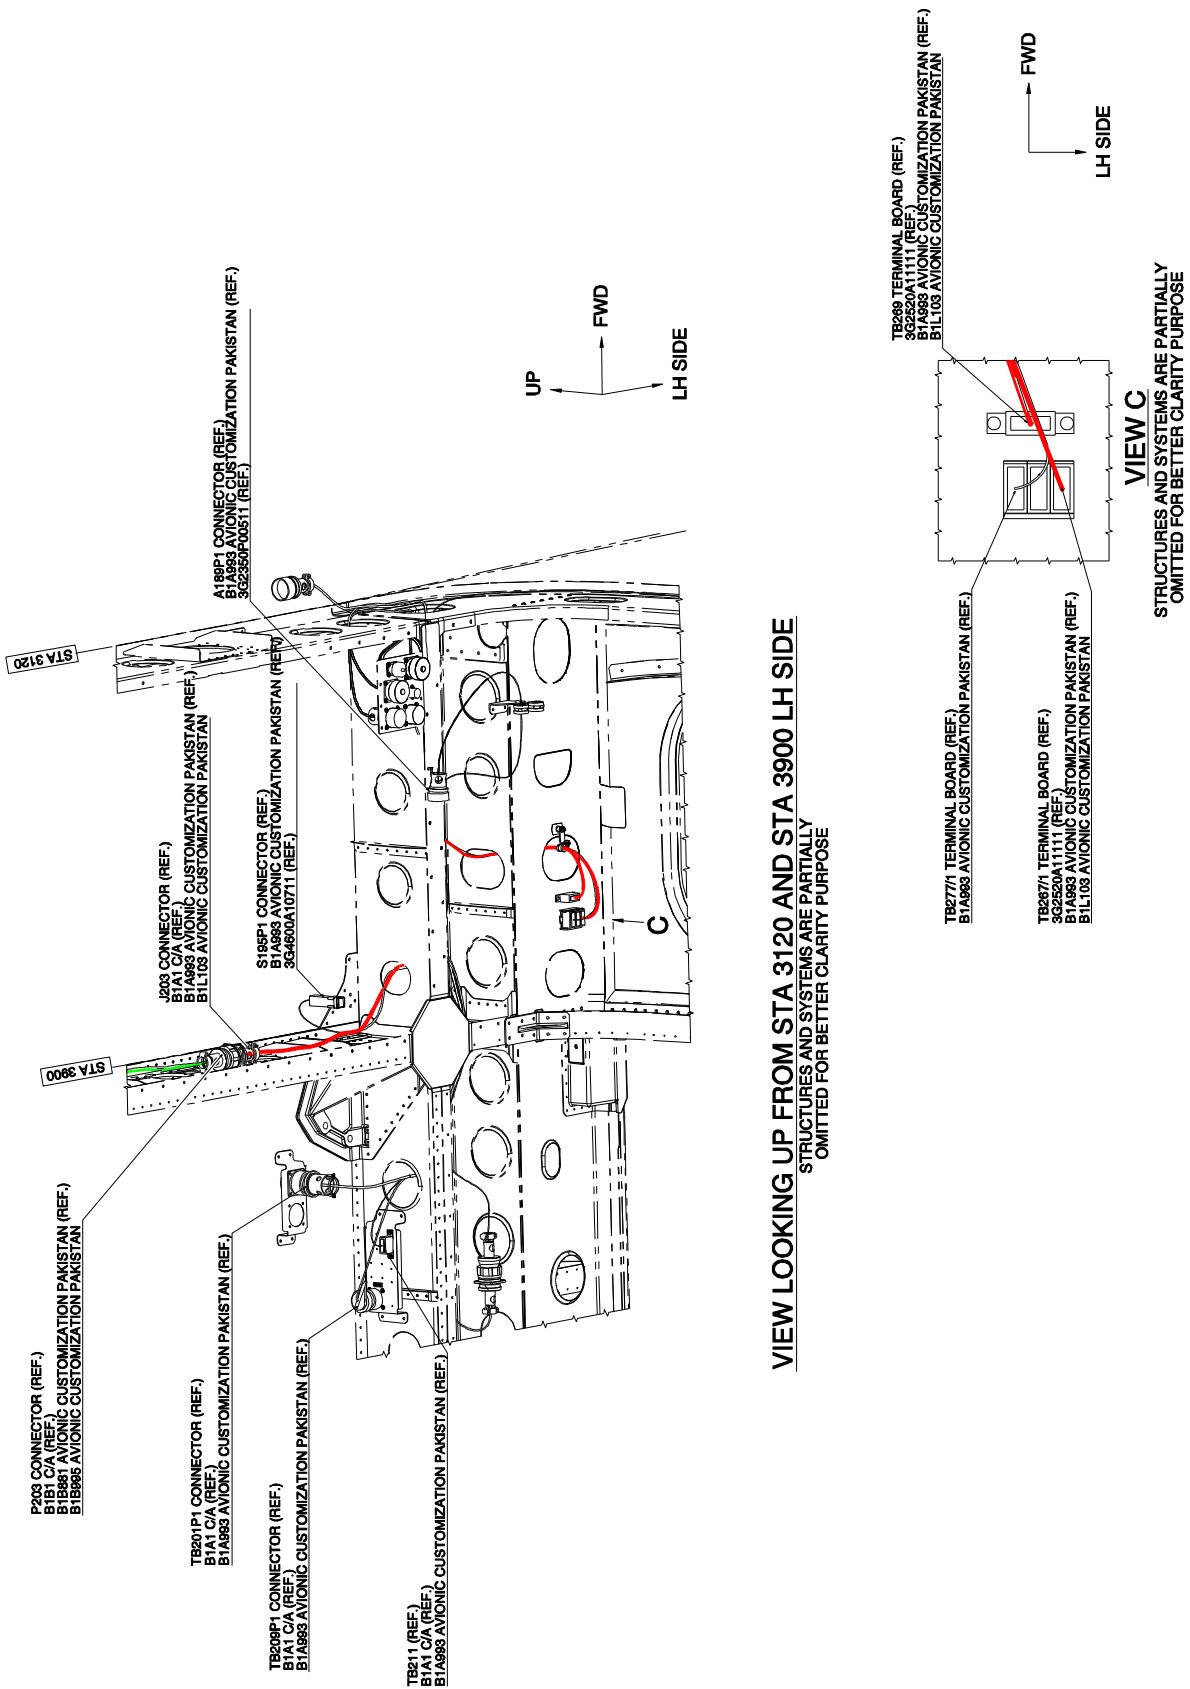 P203 CONNECTOR (REF.)
B1B1 C/A (REF.)
B1B881 AVIONIC CUSTOMIZATION PAKISTAN (REF.)
B1B995 AVIONIC CUSTOMIZATION PAKISTAN
TB201P1 CONNECTOR (REF.)
B1A1 C/A (REF.)
B1A993 AVIONIC CUSTOMIZATION PAKISTAN (REF.)
TB209P1 CONNECTOR (REF.)
B1A1 C/A (REF.)
B1A993 AVIONIC CUSTOMIZATION PAKISTAN (REF.)
TB211 (REF.)
B1A1 C/A (REF.)
B1A993 AVIONIC CUSTOMIZATION PAKISTAN (REF.)
STA 3900
STA 3120
J203 CONNECTOR (REF.)
B1A1 C/A (REF.)
B1A993 AVIONIC CUSTOMIZATION PAKISTAN (REF.)
B1L103 AVIONIC CUSTOMIZATION PAKISTAN
S195P1 CONNECTOR (REF.)
B1A993 AVIONIC CUSTOMIZATION PAKISTAN (REF.)
3G4600A10711 (REF.)
A189P1 CONNECTOR (REF.)
B1A993 AVIONIC CUSTOMIZATION PAKISTAN (REF.)
3G2350P00511 (REF.)
UP
FWD
LH SIDE
C
VIEW LOOKING UP FROM STA 3120 AND STA 3900 LH SIDE
STRUCTURES AND SYSTEMS ARE PARTIALLY
OMITTED FOR BETTER CLARITY PURPOSE
TB269 TERMINAL BOARD (REF.)
3G2520A11111 (REF.)
B1A993 AVIONIC CUSTOMIZATION PAKISTAN (REF.)
B1L103 AVIONIC CUSTOMIZATION PAKISTAN
FWD
LH SIDE
TB277/1 TERMINAL BOARD (REF.)
B1A993 AVIONIC CUSTOMIZATION PAKISTAN (REF.)
TB267/1 TERMINAL BOARD (REF.)
3G2520A11111 (REF.)
B1A993 AVIONIC CUSTOMIZATION PAKISTAN (REF.)
B1L103 AVIONIC CUSTOMIZATION PAKISTAN
VIEW C
STRUCTURES AND SYSTEMS ARE PARTIALLY
OMITTED FOR BETTER CLARITY PURPOSE